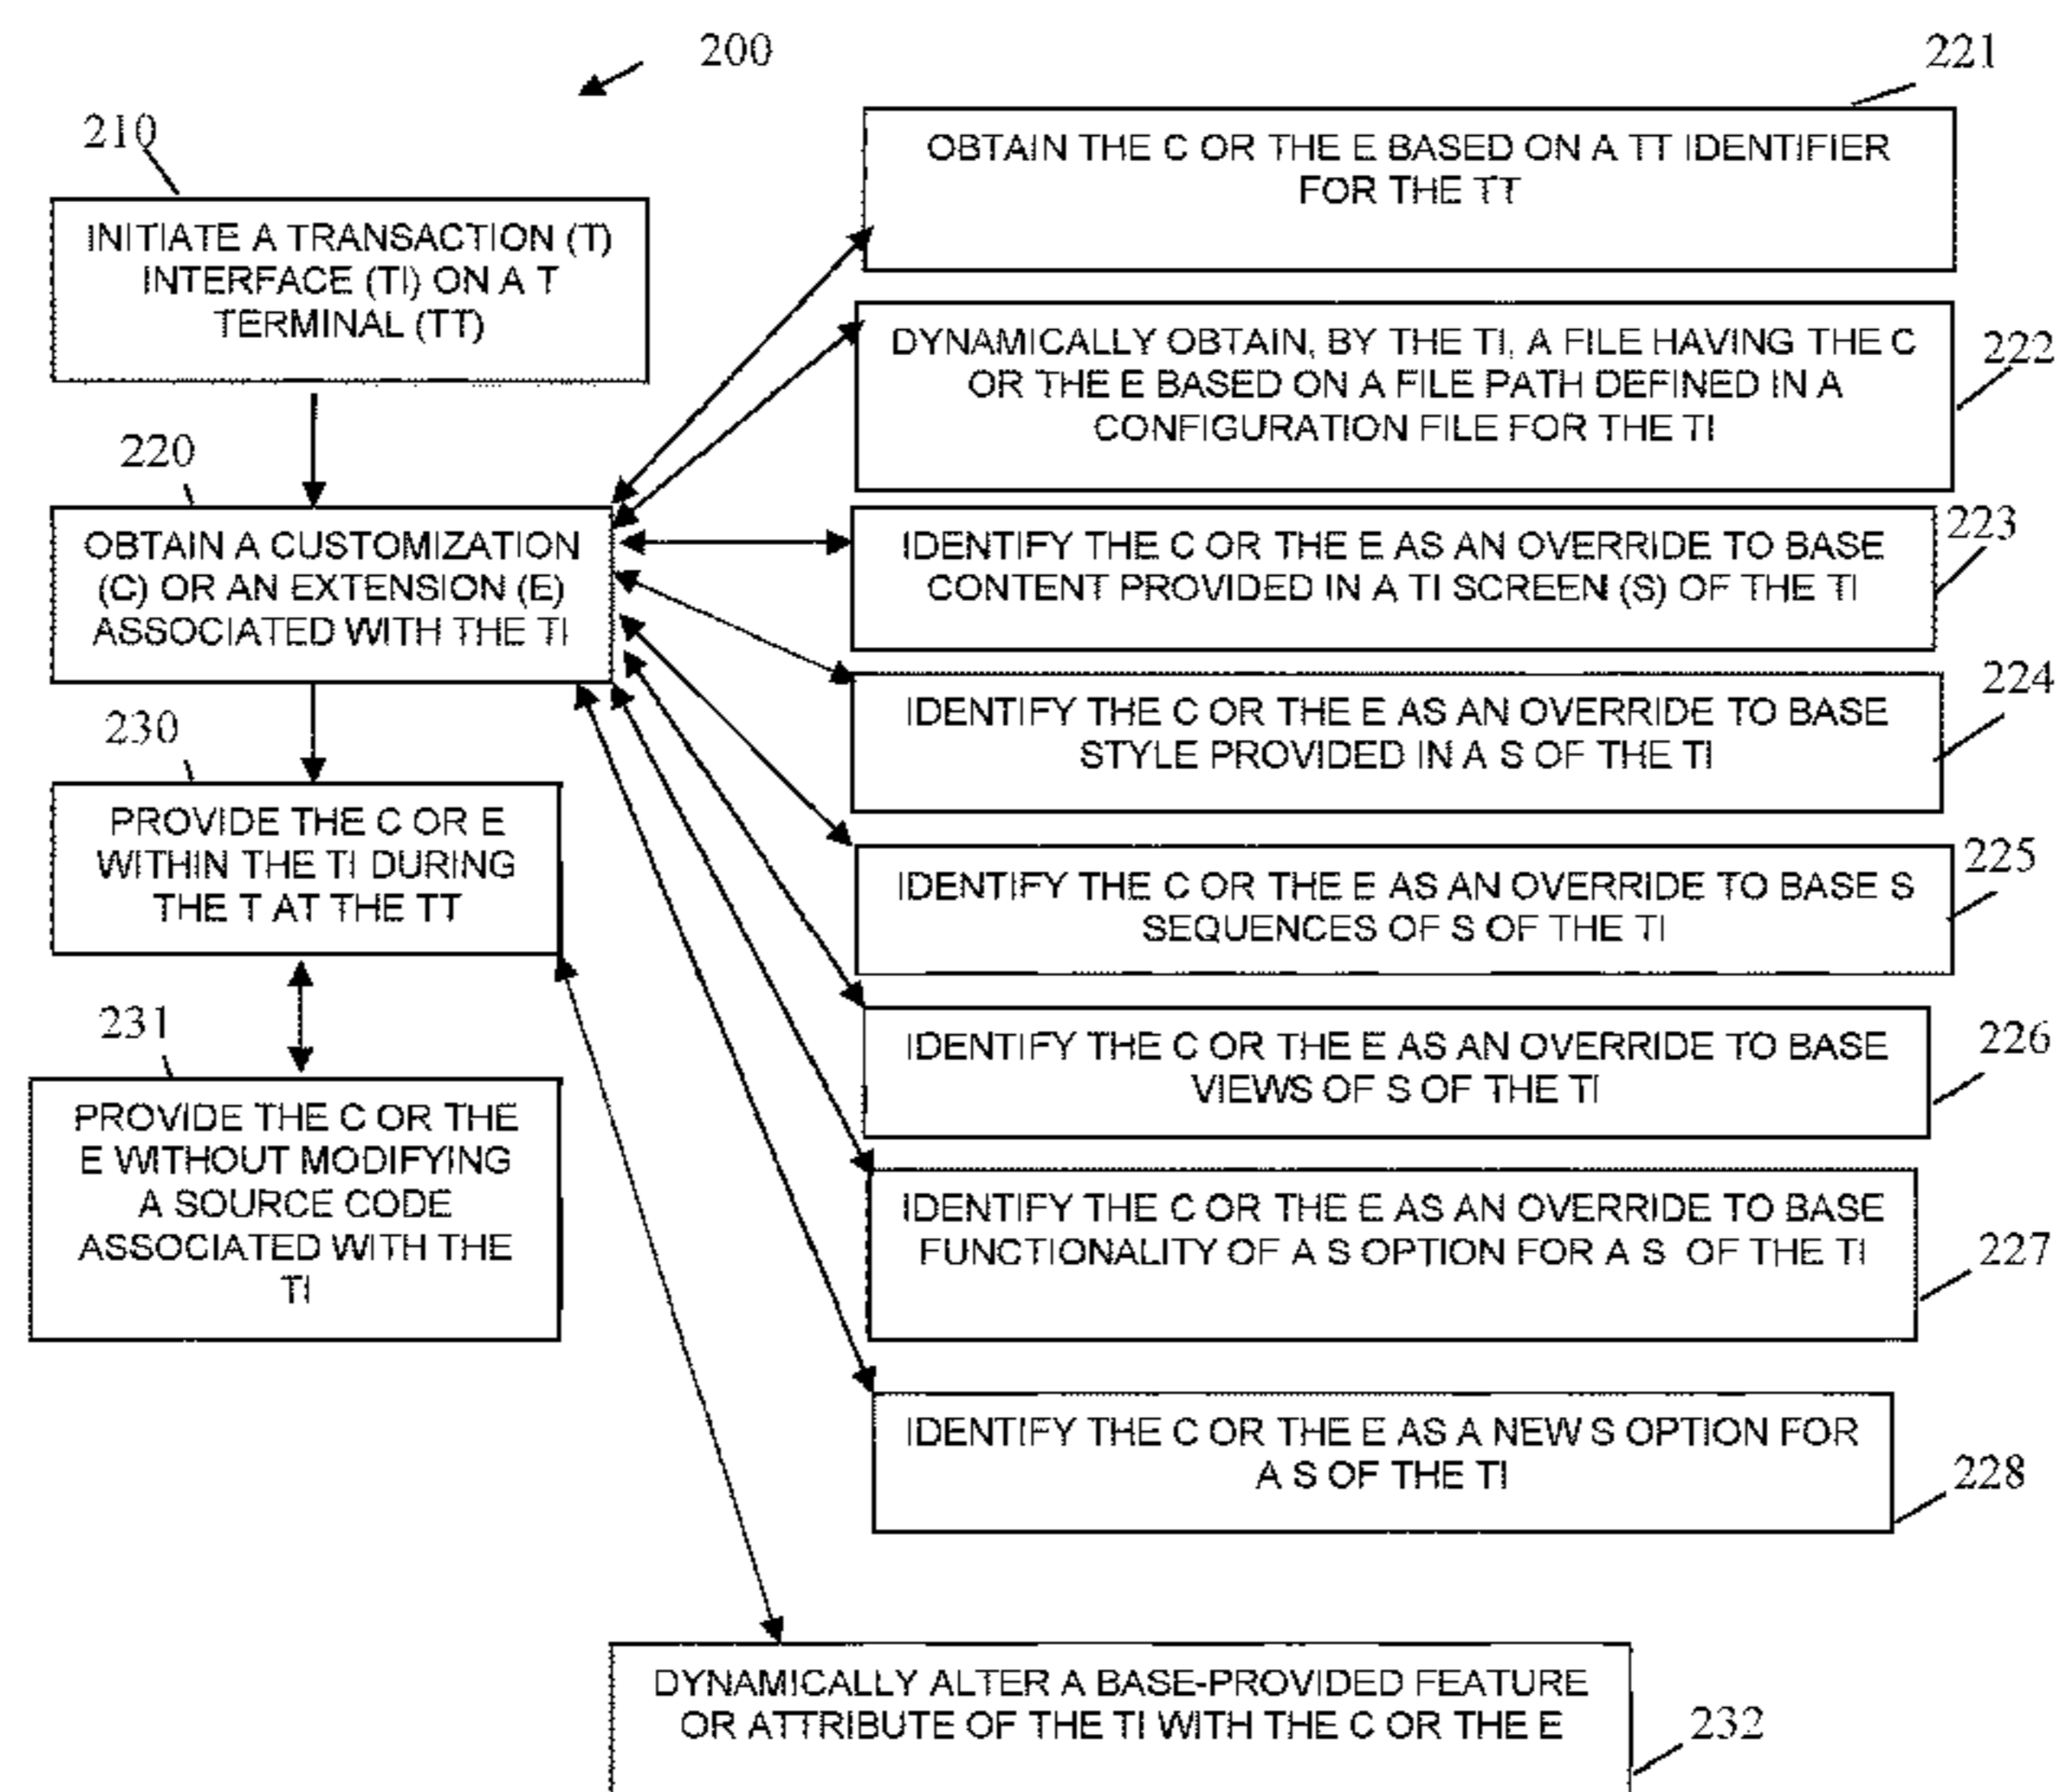 200
210
INITIATE A TRANSACTION (T)
INTERFACE (TI) ON A T
TERMINAL (TT)
220
OBTAIN A CUSTOMIZATION
(C) OR AN EXTENSION (E)
ASSOCIATED WITH THE TI
230
PROVIDE THE C OR E
WITHIN THE TI DURING
THE T AT THE TT
231
PROVIDE THE C OR THE
E WITHOUT MODIFYING
A SOURCE CODE
ASSOCIATED WITH THE
TI
221
OBTAIN THE C OR THE E BASED ON A TT IDENTIFIER
FOR THE TT
DYNAMICALLY OBTAIN, BY THE TI, A FILE HAVING THE C
OR THE E BASED ON A FILE PATH DEFINED IN A
CONFIGURATION FILE FOR THE TI
222
IDENTIFY THE C OR THE E AS AN OVERRIDE TO BASE
CONTENT PROVIDED IN A TI SCREEN (S) OF THE TI
223
IDENTIFY THE C OR THE E AS AN OVERRIDE TO BASE
STYLE PROVIDED IN A S OF THE TI
224
IDENTIFY THE C OR THE E AS AN OVERRIDE TO BASE S
SEQUENCES OF S OF THE TI
225
IDENTIFY THE C OR THE E AS AN OVERRIDE TO BASE
VIEWS OF S OF THE TI
226
IDENTIFY THE C OR THE E AS AN OVERRIDE TO BASE
FUNCTIONALITY OF A S OPTION FOR A S OF THE TI
227
IDENTIFY THE C OR THE E AS A NEW S OPTION FOR
A S OF THE TI
228
DYNAMICALLY ALTER A BASE-PROVIDED FEATURE
OR ATTRIBUTE OF THE TI WITH THE C OR THE E
232